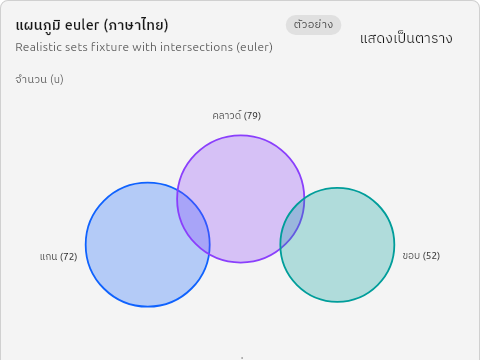 แผนภูมิ euler (ภาษาไทย)
ตัวอย่าง
แสดงเป็นตาราง
Realistic sets fixture with intersections (euler)
จำนวน (น)
คลาวด์ (79)
แกน (72)
ขอบ (52)